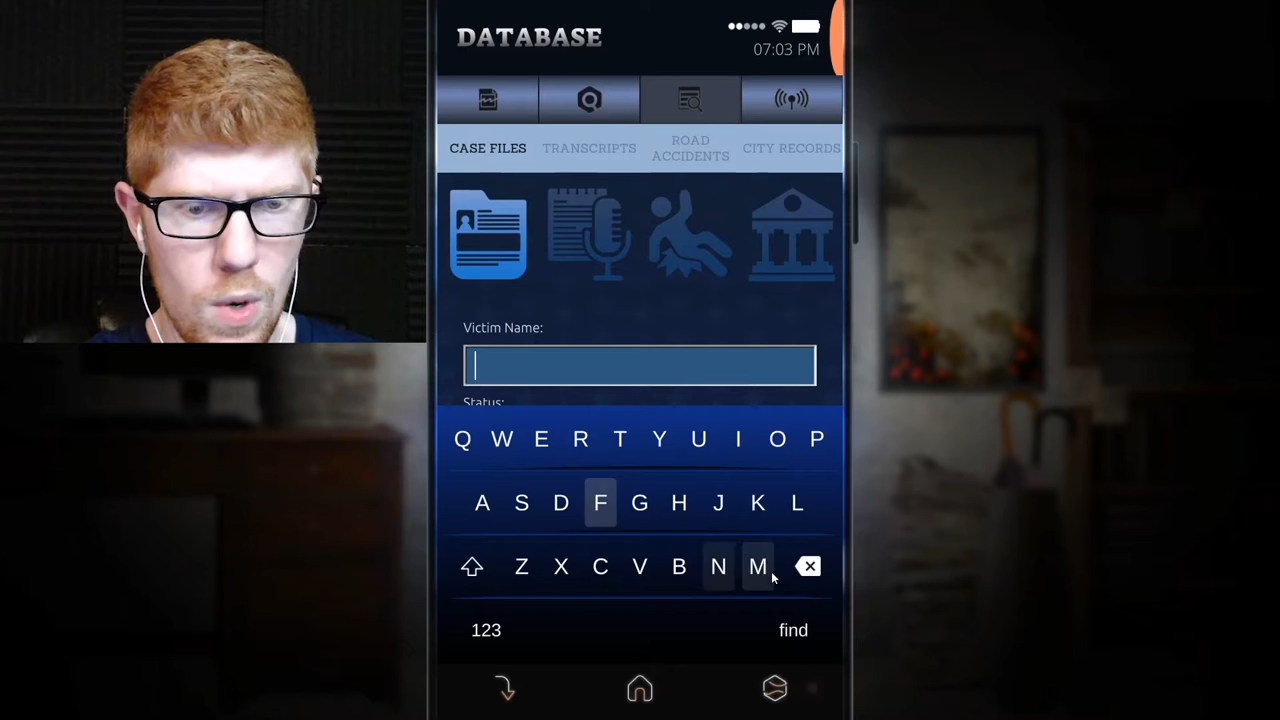 DATABASE
07:03 PM
CASE FILES TRANSCRIPTS ROAD ACCIDENTS CITY RECORDS
Victim Name:
Status:
Q W E R T Y U I O P
A S D F G H J K L
Z X C V B N M
123 find